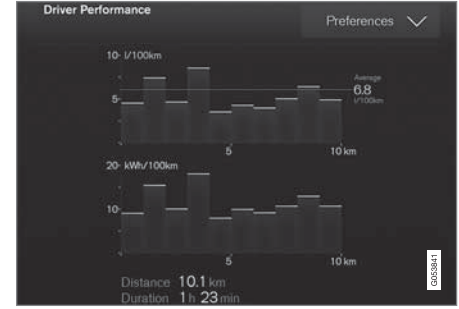 Driver Performance
Preferences
10 l/100km
Average
6.8
l/100km
5
5 10 km
20 kWh/100km
10
5 10 km
Distance 10.1 km
Duration 1 h 23 min
G053841